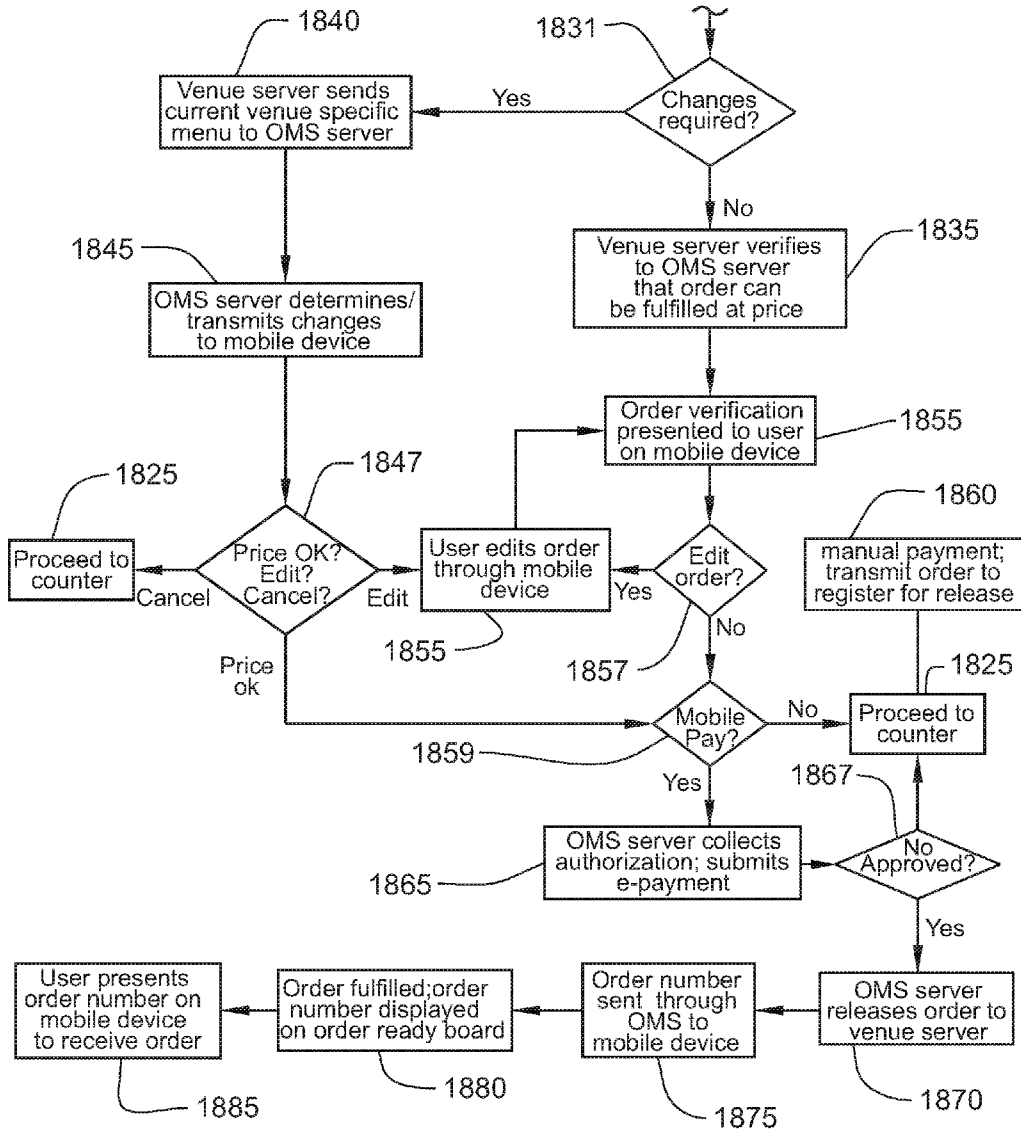 1840
1831
Venue server sends
current venue specific
menu to OMS server
Yes
Changes
required?
No
1835
Venue server verifies
to OMS server
that order can
be fulfilled at price
1845
OMS server determines/
transmits changes
to mobile device
Order verification
presented to user
on mobile device
1855
1847
1825
Proceed to
counter
Cancel
Price OK?
Edit?
Cancel?
Edit
User edits order
through mobile
device
1855
Yes
Edit
order?
1857
No
1860
manual payment;
transmit order to
register for release
Price
ok
1825
Mobile
Pay?
1859
No
Proceed to
counter
Yes
1867
OMS server collects
authorization; submits
e-payment
1865
No
Approved?
Yes
User presents
order number on
mobile device
to receive order
1885
Order fulfilled;order
number displayed
on order ready board
1880
Order number
sent through
OMS to
mobile device
1875
OMS server
releases order to
venue server
1870